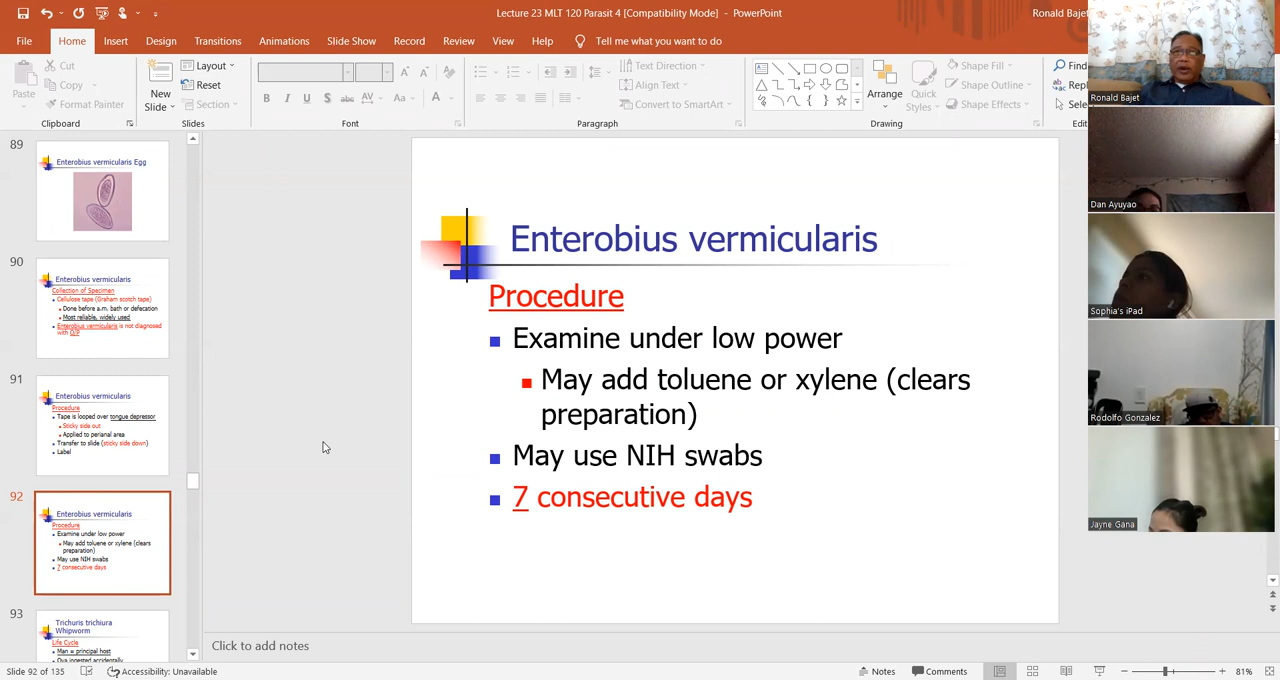 Lecture 23 MLT 120 Parasit 4 [Compatibility Mode] - PowerPoint
Ronald Bajet
File
Home
Insert
Design
Transitions
Animations
Slide Show
Record
Review
View
Help
Tell me what you want to do
Paste
Cut
Copy
Format Painter
Clipboard
New
Slide
Layout
Reset
Section
Slides
B
I
U
S
abc
AV
Aa
A
Font
Text Direction
Align Text
Convert to SmartArt
Paragraph
Arrange
Quick
Styles
Shape Fill
Shape Outline
Shape Effects
Drawing
Find
Repl
Sele
Edit
89
Enterobius vermicularis Egg
90
Enterobius vermicularis
Collection of Specimen
Cellulose tape (Graham scotch tape)
Done before a.m. bath or defecation
Most reliable, widely used
Enterobius vermicularis is not diagnosed
with O/P
91
Enterobius vermicularis
Procedure
Tape is looped over tongue depressor
Sticky side out
Applied to perianal area
Transfer to slide (sticky side down)
Label
92
Enterobius vermicularis
Procedure
Examine under low power
May add toluene or xylene (clears
preparation)
May use NIH swabs
7 consecutive days
93
Trichuris trichiura
Whipworm
Life Cycle
Man = principal host
Ova ingested accidentally
Enterobius vermicularis
Procedure
Examine under low power
May add toluene or xylene (clears
preparation)
May use NIH swabs
7 consecutive days
Click to add notes
Slide 92 of 135
Accessibility: Unavailable
Notes
Comments
81%
Ronald Bajet
Dan Ayuyao
Sophia's iPad
Rodolfo Gonzalez
Jayne Gana